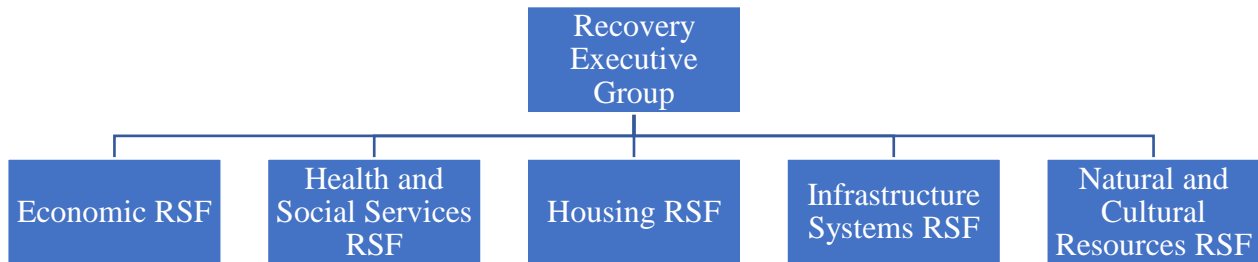 Recovery
Executive
Group
Economic RSF
Health and
Social Services
RSF
Housing RSF
Infrastructure
Systems RSF
Natural and
Cultural
Resources RSF